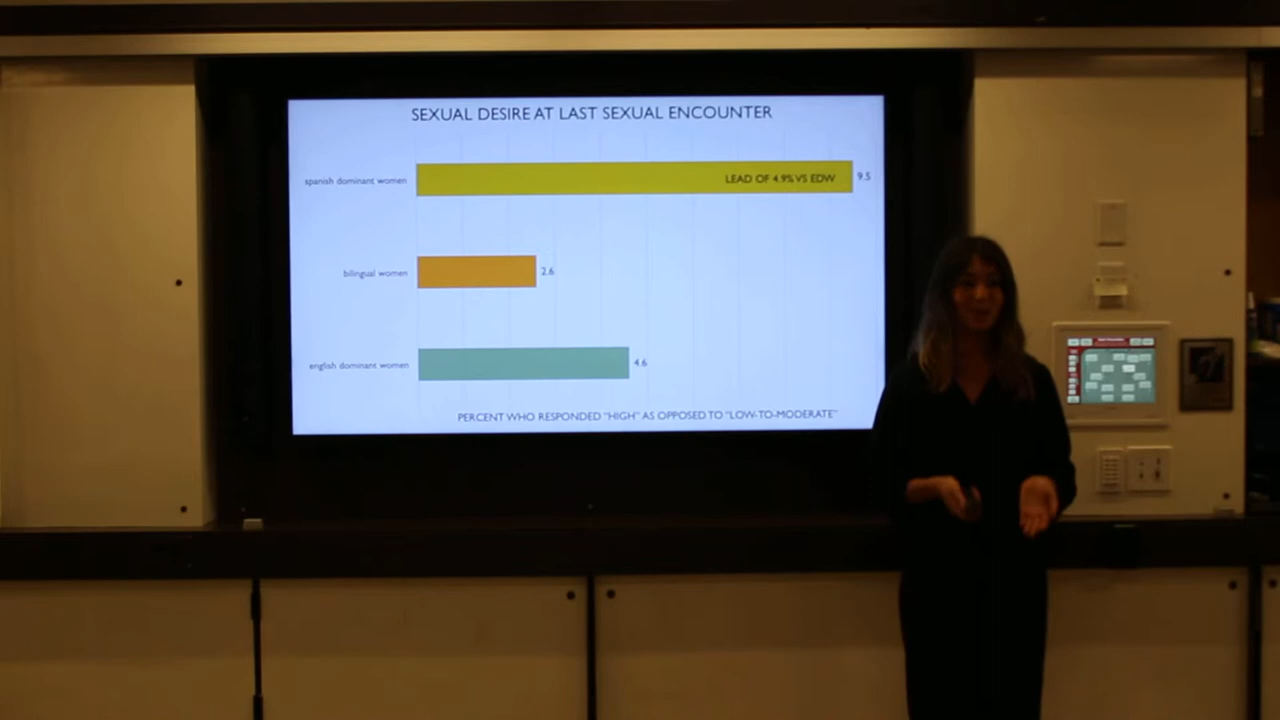 SEXUAL DESIRE AT LAST SEXUAL ENCOUNTER
spanish dominant women
LEAD OF 4.9% VS EDW
9.5
bilingual women
2.6
english dominant women
4.6
PERCENT WHO RESPONDED "HIGH" AS OPPOSED TO "LOW-TO-MODERATE"